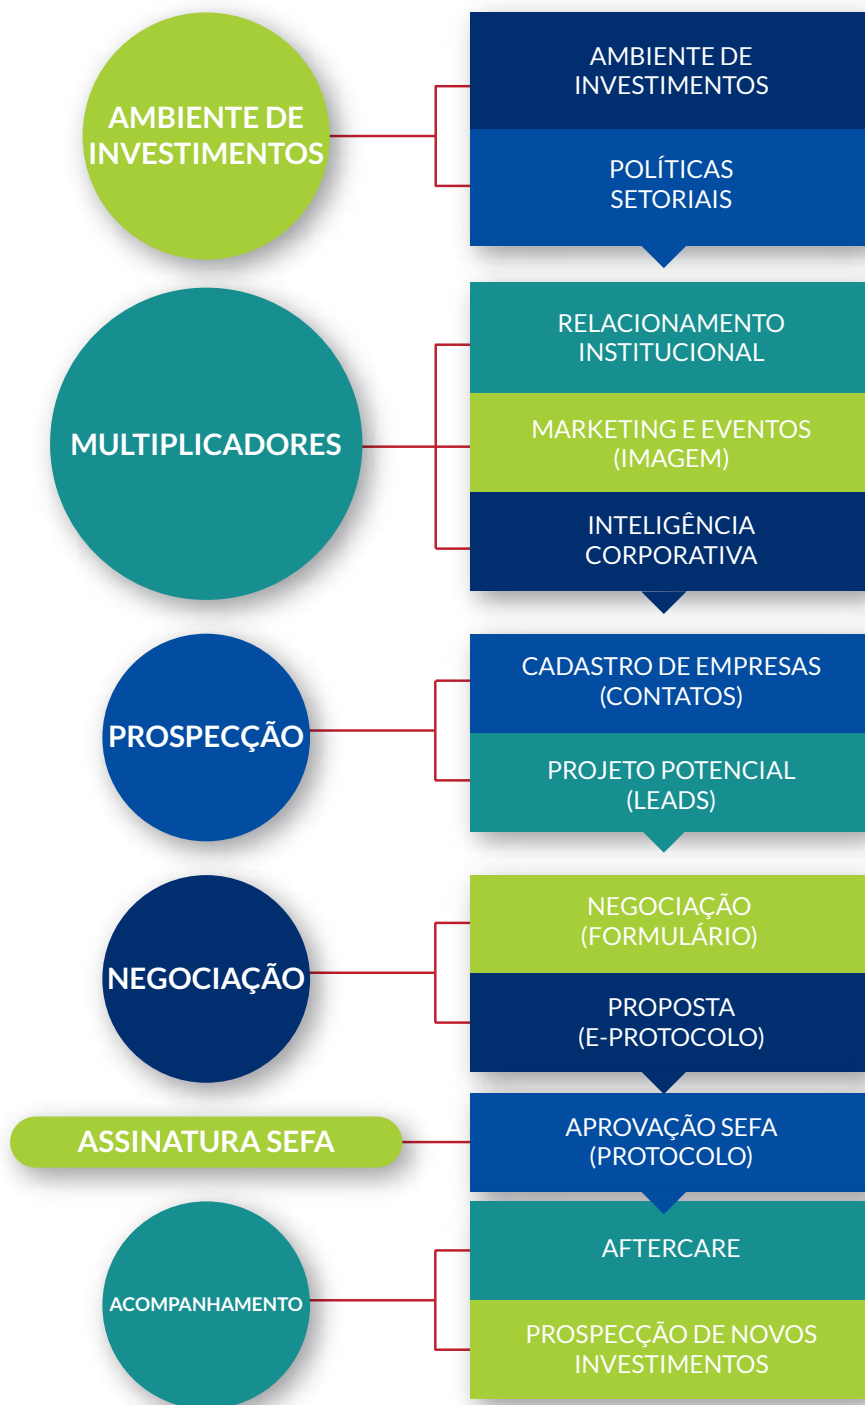 AMBIENTE DE
INVESTIMENTOS
AMBIENTE DE
INVESTIMENTOS
POLÍTICAS
SETORIAIS
MULTIPLICADORES
RELACIONAMENTO
INSTITUCIONAL
MARKETING E EVENTOS
(IMAGEM)
INTELIGÊNCIA
CORPORATIVA
PROSPECÇÃO
CADASTRO DE EMPRESAS
(CONTATOS)
PROJETO POTENCIAL
(LEADS)
NEGOCIAÇÃO
NEGOCIAÇÃO
(FORMULÁRIO)
PROPOSTA
(E-PROTOCOLO)
ASSINATURA SEFA
APROVAÇÃO SEFA
(PROTOCOLO)
ACOMPANHAMENTO
AFTERCARE
PROSPECÇÃO DE NOVOS
INVESTIMENTOS